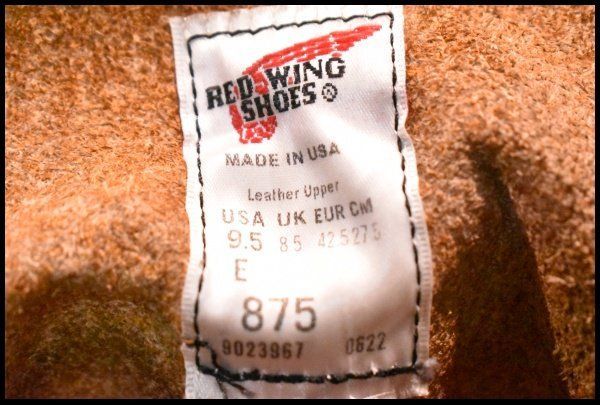 RED WING
SHOES®
MADE IN USA
Leather Upper
USA UK EUR CM
9.5 8.5 42.5 27.5
E
875
9023967 0622